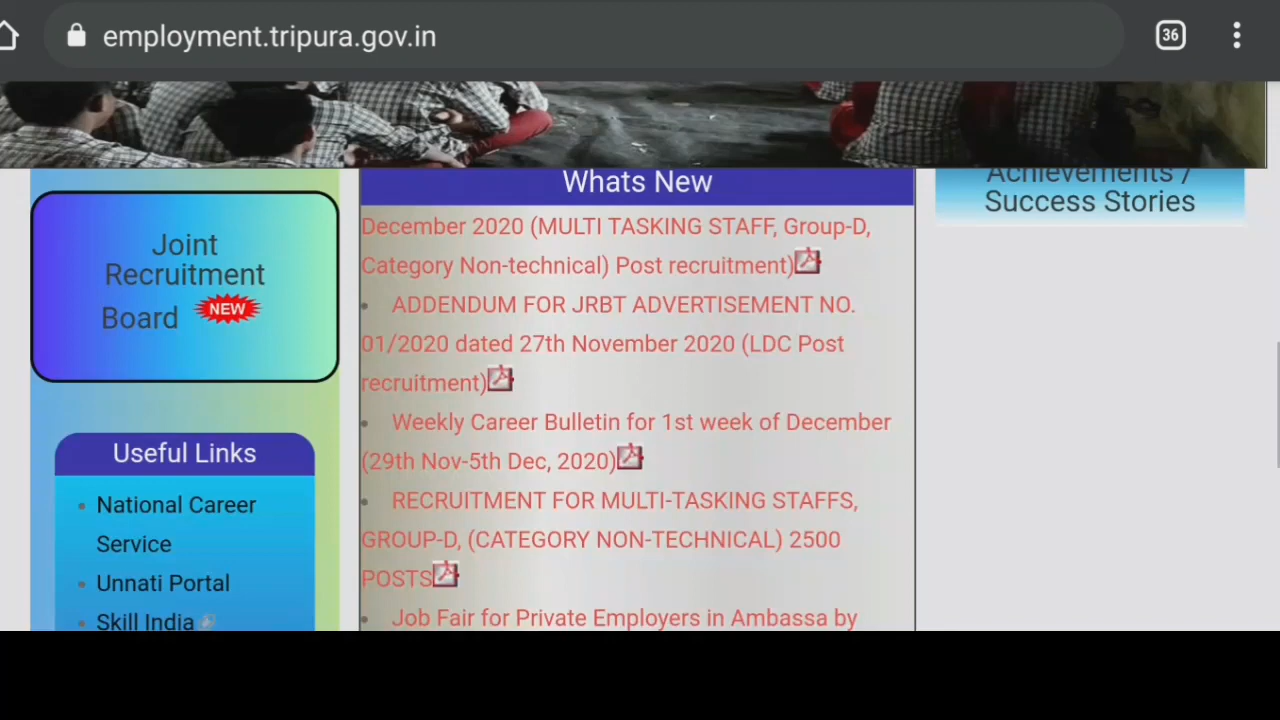 employment.tripura.gov.in
36
Joint
Recruitment
Board NEW
Useful Links
National Career
Service
Unnati Portal
Skill India
Whats New
December 2020 (MULTI TASKING STAFF, Group-D,
Category Non-technical) Post recruitment)
ADDENDUM FOR JRBT ADVERTISEMENT NO.
01/2020 dated 27th November 2020 (LDC Post
recruitment)
Weekly Career Bulletin for 1st week of December
(29th Nov-5th Dec, 2020)
RECRUITMENT FOR MULTI-TASKING STAFFS,
GROUP-D, (CATEGORY NON-TECHNICAL) 2500
POSTS
Job Fair for Private Employers in Ambassa by
Achievements /
Success Stories